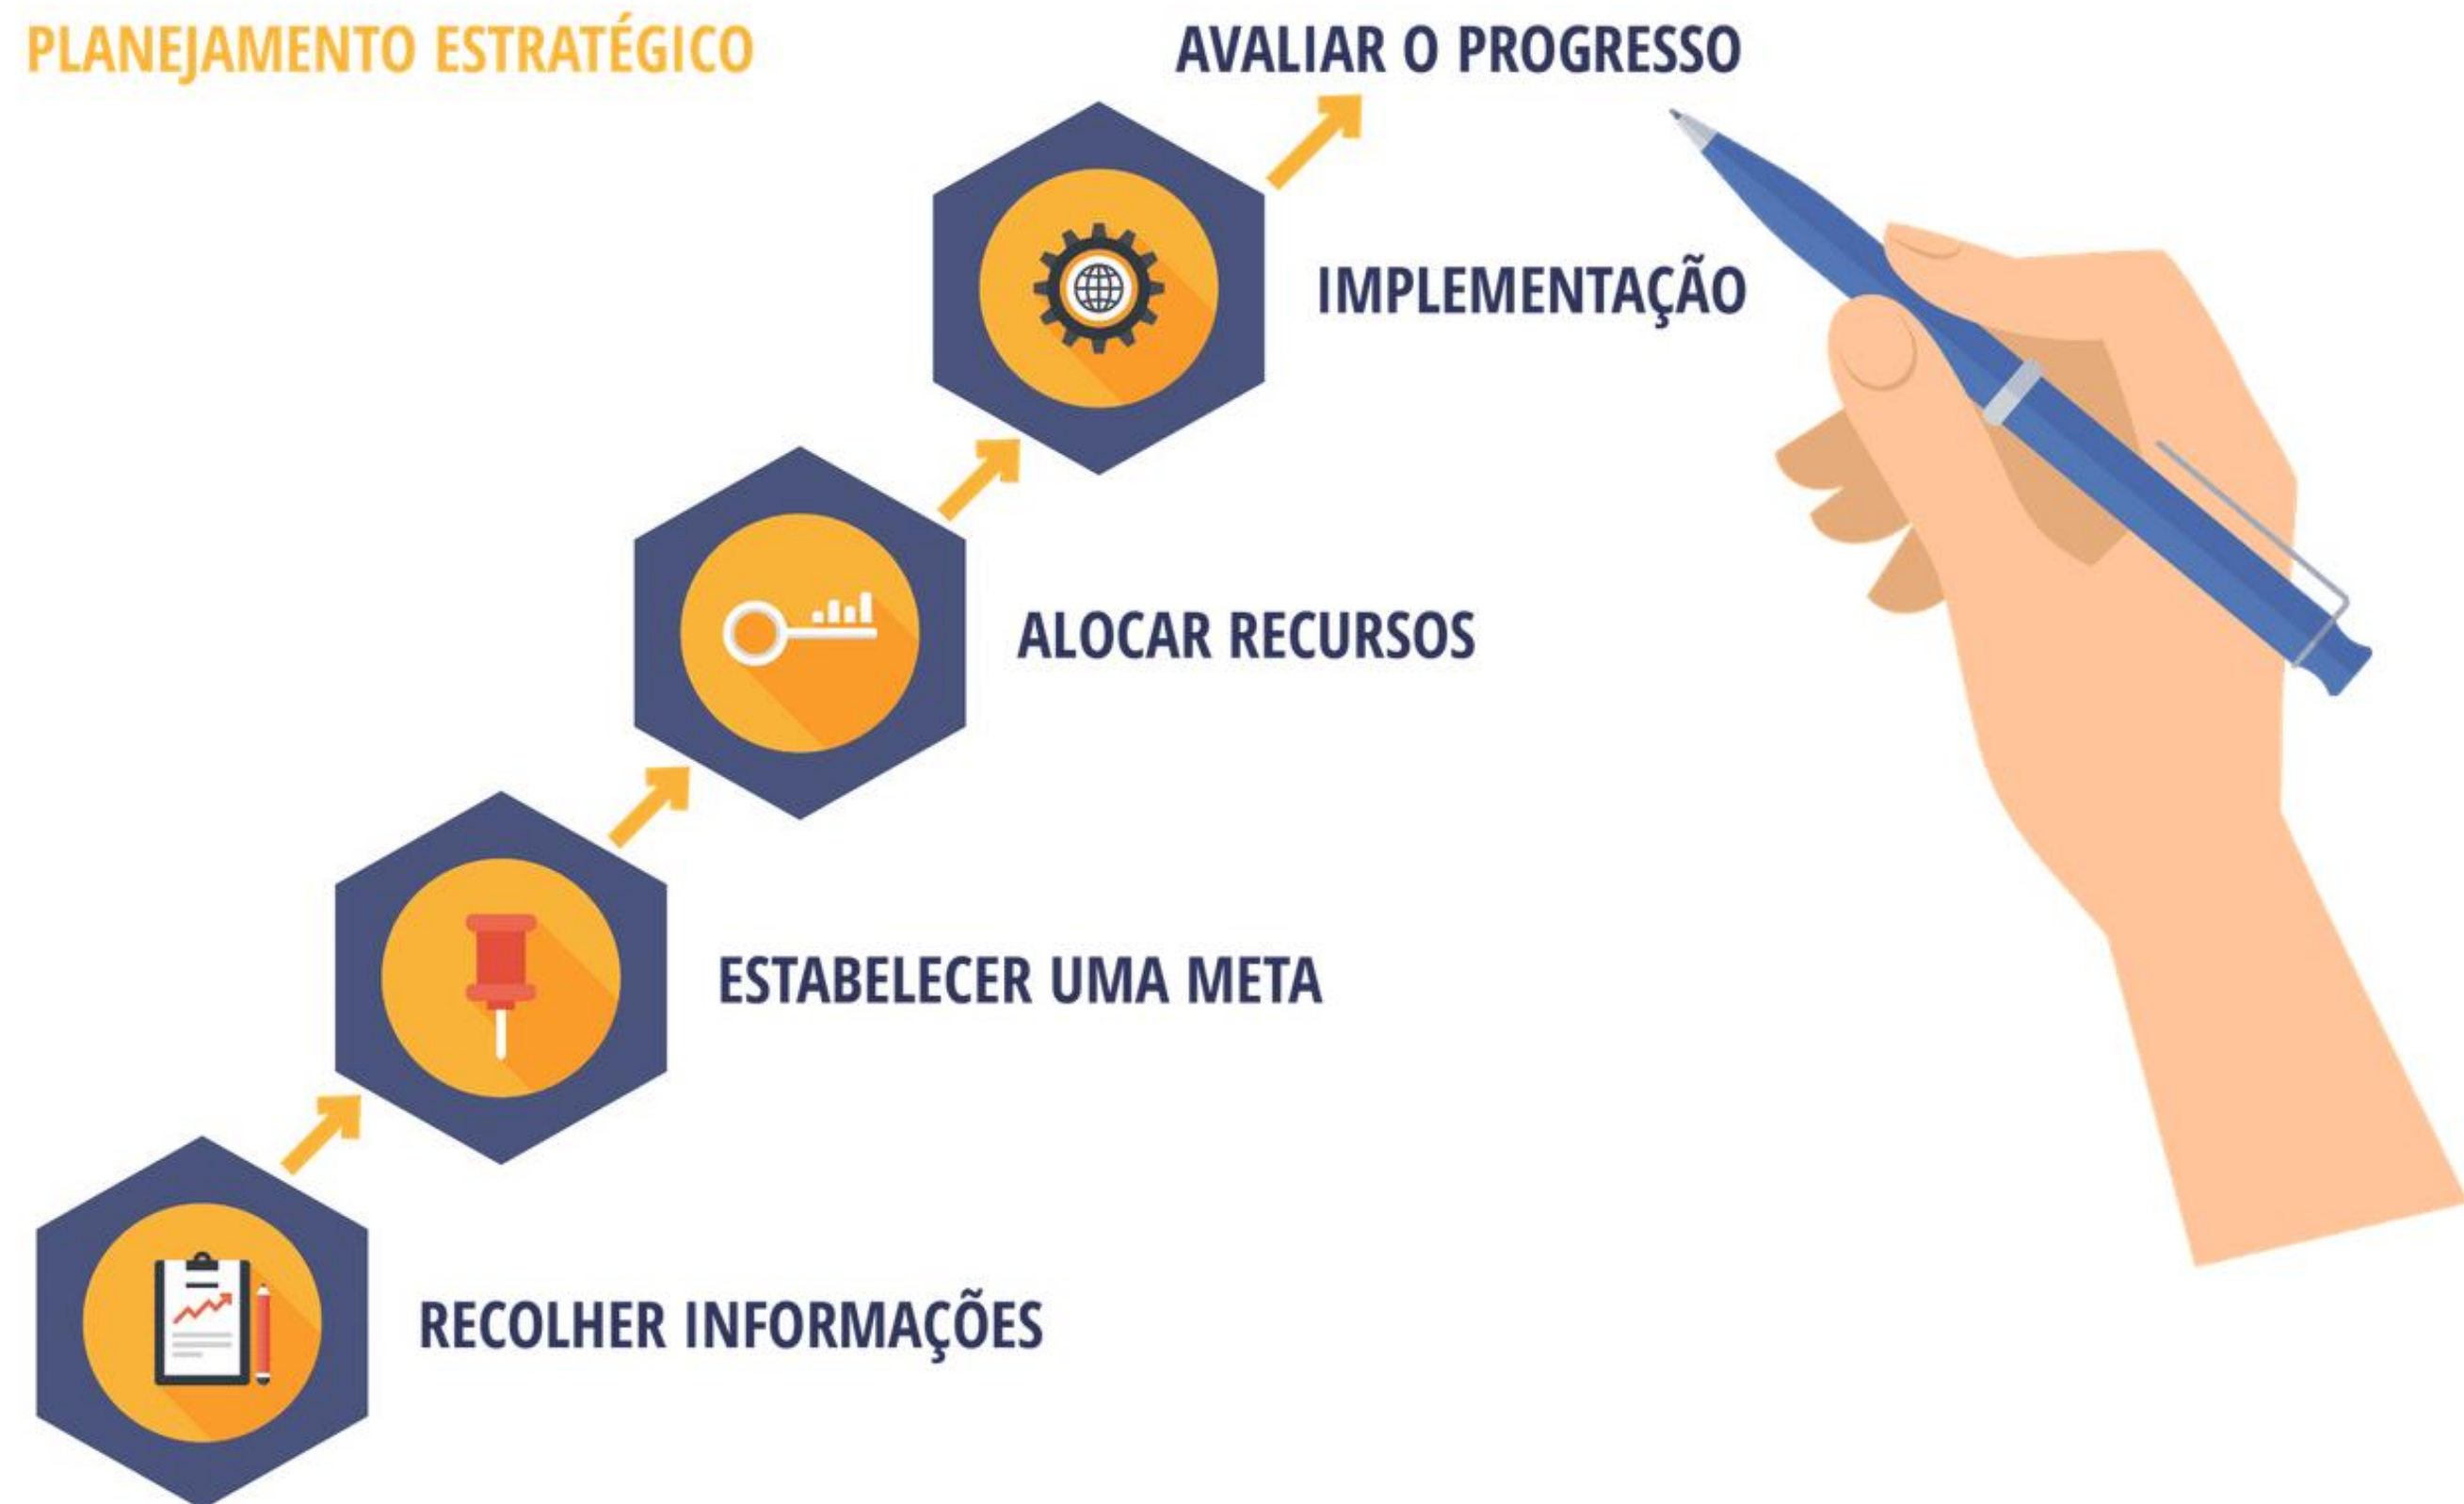 PLANEJAMENTO ESTRATÉGICO
AVALIAR O PROGRESSO
IMPLEMENTAÇÃO
ALOCAR RECURSOS
ESTABELECER UMA META
RECOLHER INFORMAÇÕES